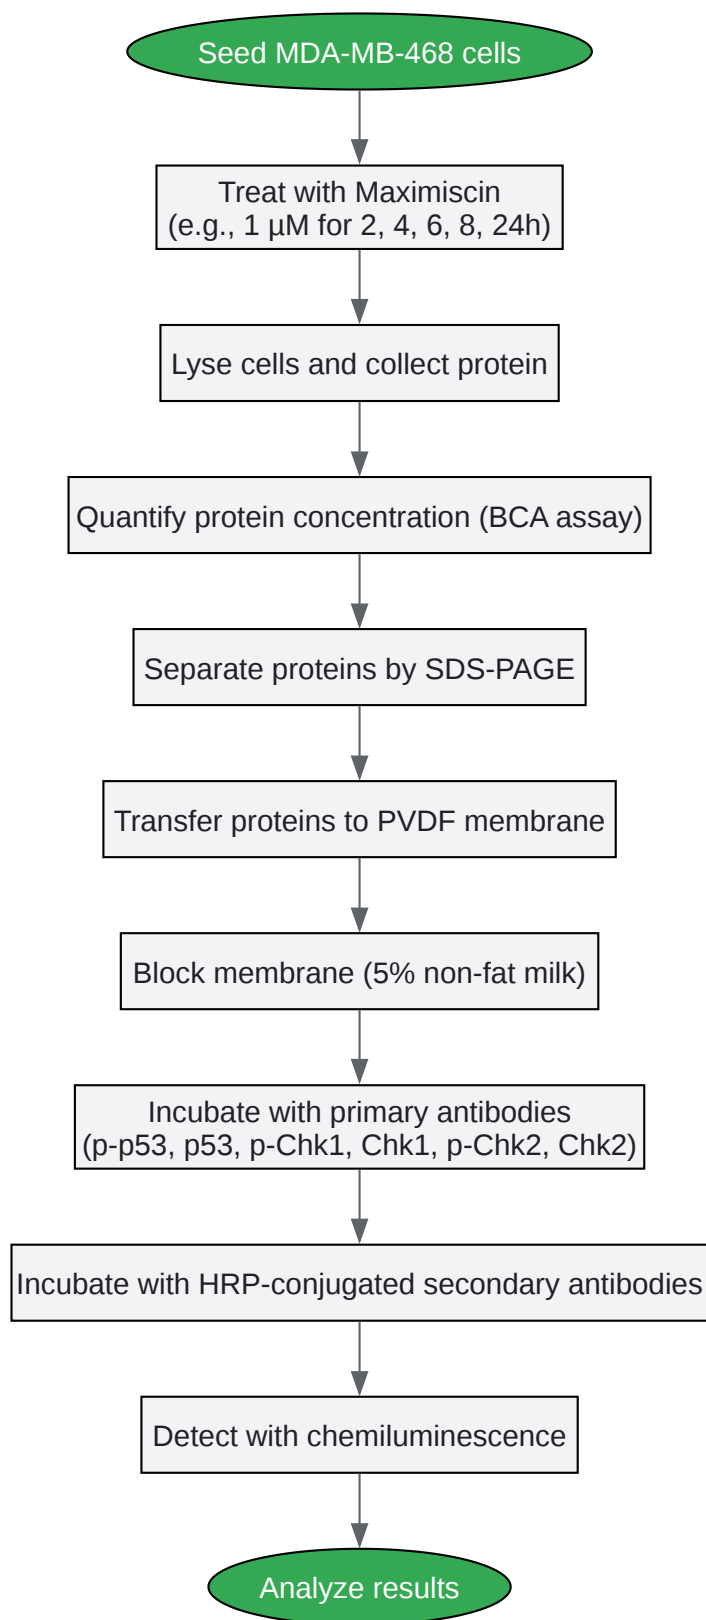 Seed MDA-MB-468 cells
Treat with Maximiscin
(e.g., 1 µM for 2, 4, 6, 8, 24h)
Lyse cells and collect protein
Quantify protein concentration (BCA assay)
Separate proteins by SDS-PAGE
Transfer proteins to PVDF membrane
Block membrane (5% non-fat milk)
Incubate with primary antibodies
(p-p53, p53, p-Chk1, Chk1, p-Chk2, Chk2)
Incubate with HRP-conjugated secondary antibodies
Detect with chemiluminescence
Analyze results